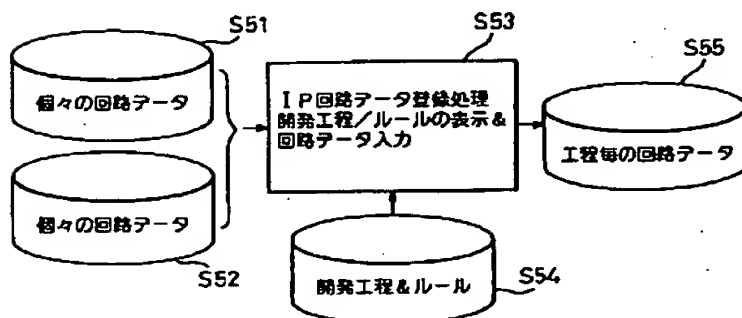 S51
個々の回路データ
個々の回路データ
S52
S53
IP回路データ登録処理
開発工程/ルールの表示&
回路データ入力
開発工程&ルール
S54
S55
工程毎の回路データ